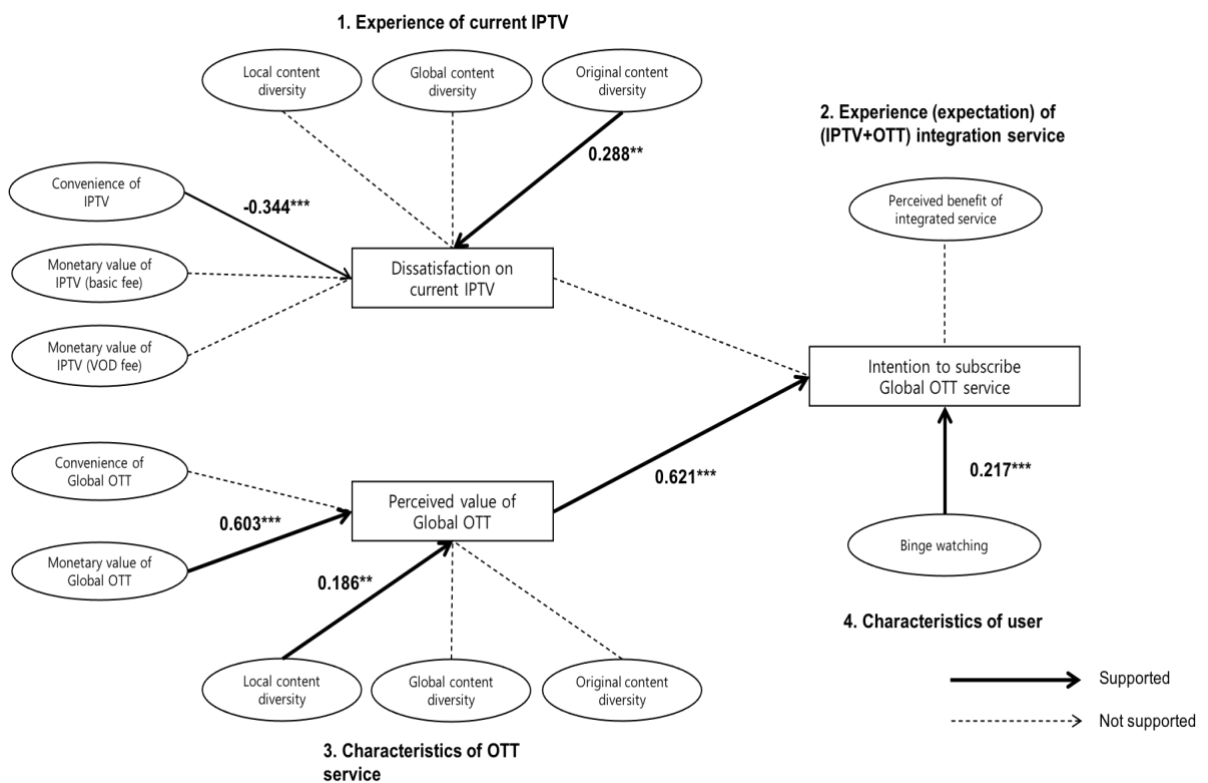 1. Experience of current IPTV
Local content
diversity
Global content
diversity
Original content
diversity
2. Experience (expectation) of
(IPTV+OTT) integration service
0.288**
Convenience of
IPTV
-0.344***
Perceived benefit of
integrated service
Monetary value of
IPTV (basic fee)
Dissatisfaction on
current IPTV
Monetary value of
IPTV (VOD fee)
Intention to subscribe
Global OTT service
Convenience of
Global OTT
0.621***
0.217***
Perceived value of
Global OTT
0.603***
Monetary value of
Global OTT
Binge watching
0.186**
4. Characteristics of user
Local content
diversity
Global content
diversity
Original content
diversity
Supported
Not supported
3. Characteristics of OTT
service